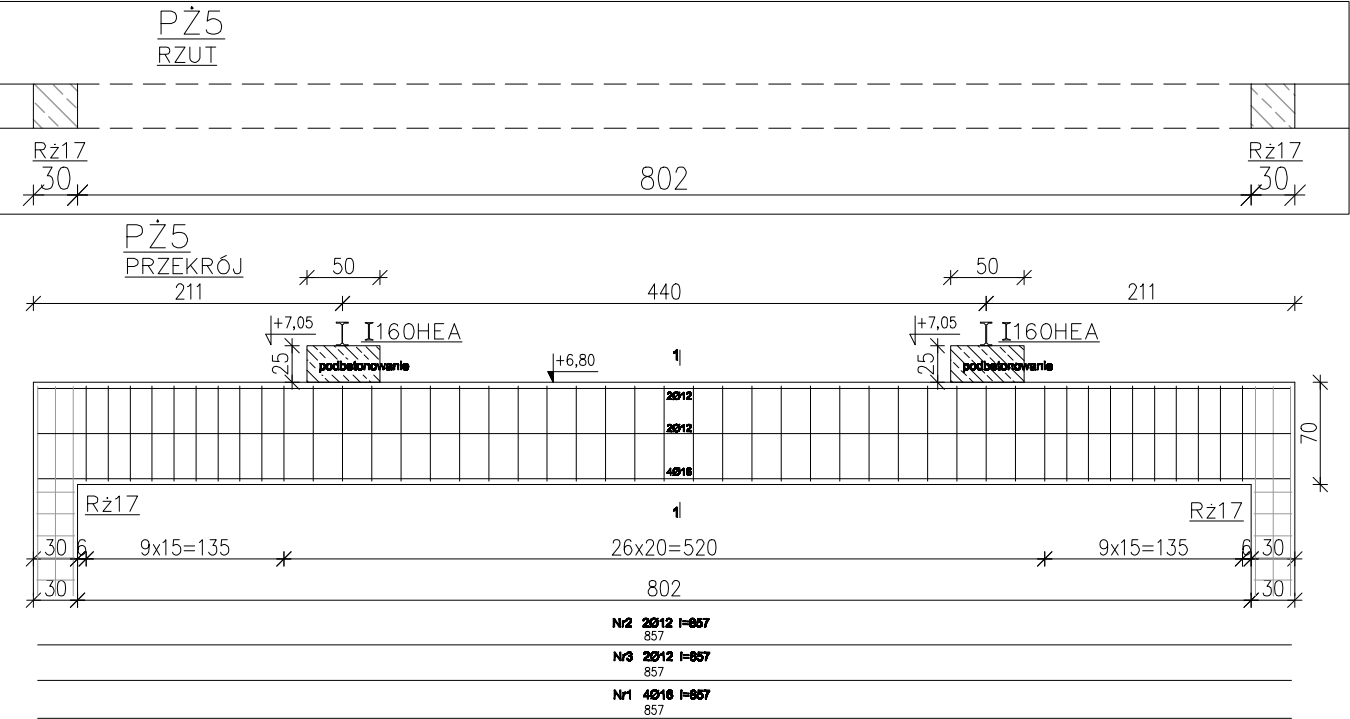 PŻ5
RZUT
Rż17
Rż17
30
802
30
PŻ5
PRZEKRÓJ
50
50
211
440
211
+7,05
I160HEA
+7,05
I160HEA
25
podbetonowanie
+6,80
1
25
podbetonowanie
2Ø12
2Ø12
70
4Ø16
Rż17
1
Rż17
30
6
9x15=135
26x20=520
9x15=135
6
30
30
802
30
Nr2 2Ø12 l=857
857
Nr3 2Ø12 l=857
857
Nr1 4Ø16 l=857
857